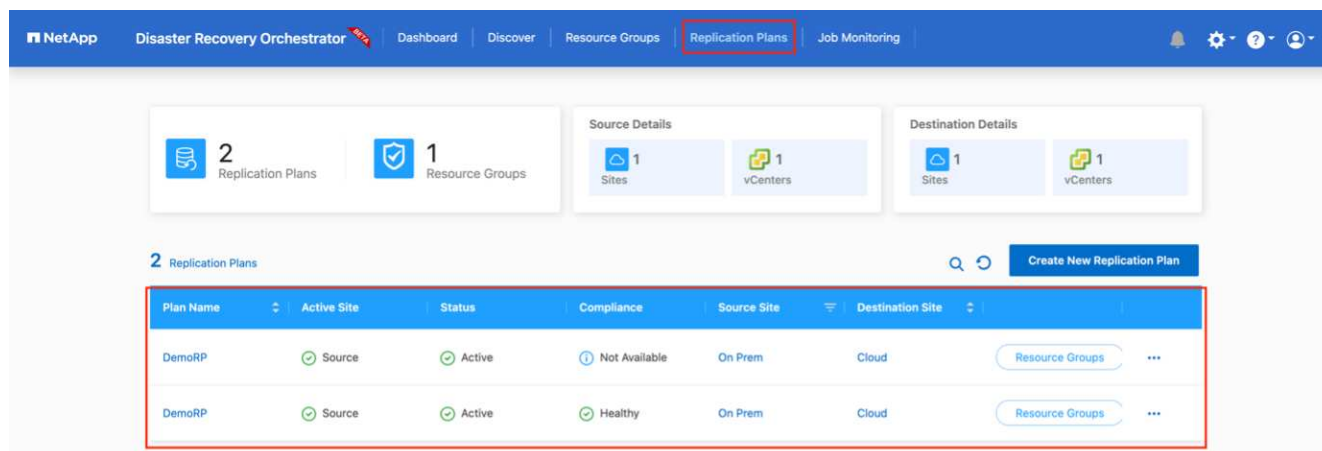 NetApp Disaster Recovery Orchestrator BETA Dashboard Discover Resource Groups Replication Plans Job Monitoring
Source Details Destination Details
2 1 1 1 1 1
Replication Plans Resource Groups Sites vCenters Sites vCenters
2 Replication Plans Create New Replication Plan
Plan Name Active Site Status Compliance Source Site Destination Site
DemoRP Source Active Not Available On Prem Cloud Resource Groups ...
DemoRP Source Active Healthy On Prem Cloud Resource Groups ...